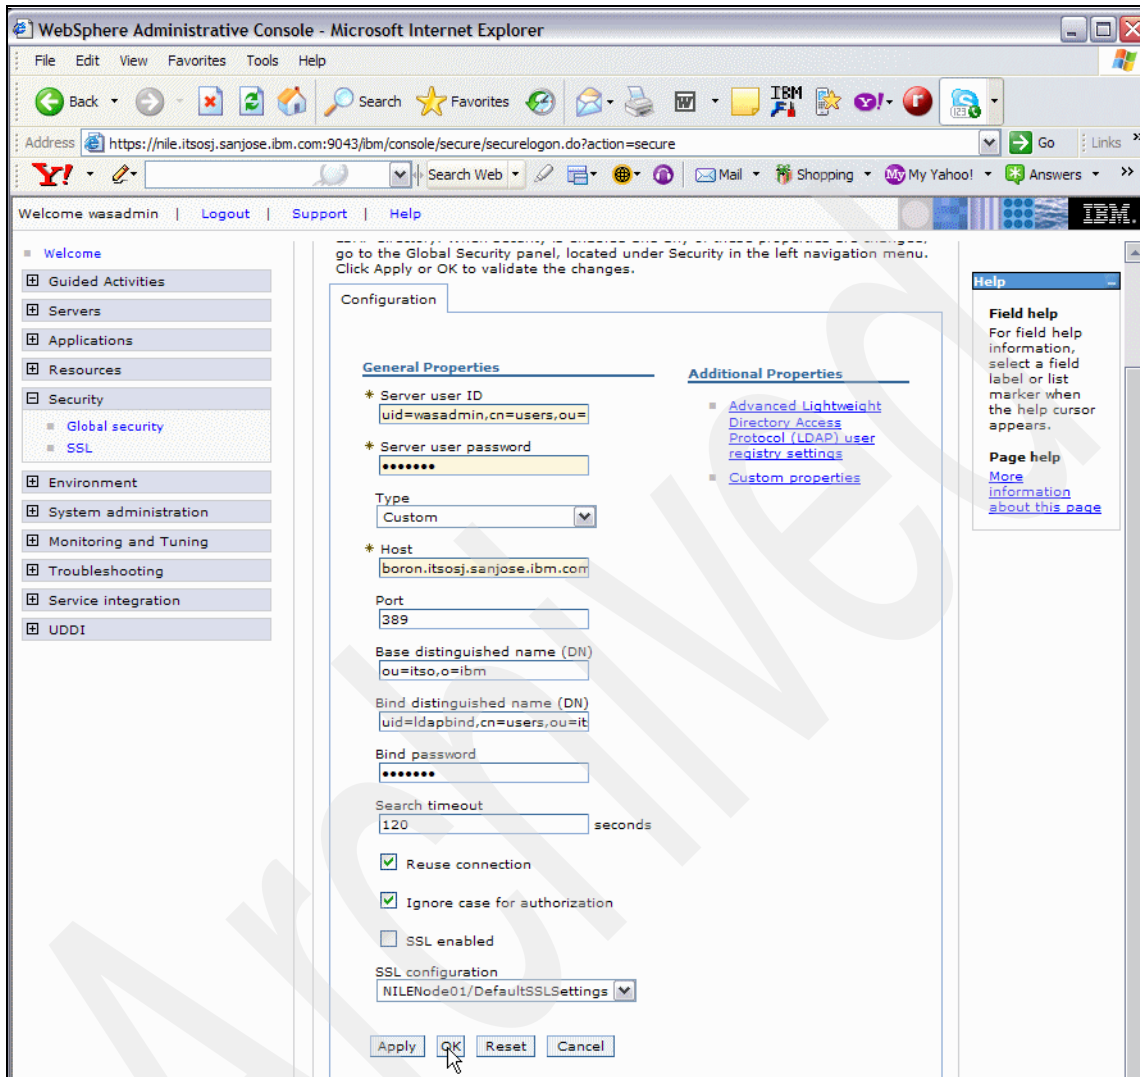 WebSphere Administrative Console - Microsoft Internet Explorer
File Edit View Favorites Tools Help
Back Search Favorites IBM
Address https://nile.itsosj.sanjose.ibm.com:9043/ibm/console/secure/securelogon.do?action=secure Go Links »
Y! Search Web Mail Shopping My Yahoo! Answers »
Welcome wasadmin | Logout | Support | Help IBM.
Welcome
Guided Activities
Servers
Applications
Resources
Security
Global security
SSL
Environment
System administration
Monitoring and Tuning
Troubleshooting
Service integration
UDDI
go to the Global Security panel, located under Security in the left navigation menu.
Click Apply or OK to validate the changes.
Configuration
General Properties
* Server user ID
uid=wasadmin,cn=users,ou=
* Server user password
•••••••
Type
Custom
* Host
boron.itsosj.sanjose.ibm.com
Port
389
Base distinguished name (DN)
ou=itso,o=ibm
Bind distinguished name (DN)
uid=ldapbind,cn=users,ou=it
Bind password
•••••••
Search timeout
120 seconds
Reuse connection
Ignore case for authorization
SSL enabled
SSL configuration
NILENode01/DefaultSSLSettings
Apply OK Reset Cancel
Additional Properties
Advanced Lightweight
Directory Access
Protocol (LDAP) user
registry settings
Custom properties
Help
Field help
For field help
information,
select a field
label or list
marker when
the help cursor
appears.
Page help
More
information
about this page
Archived